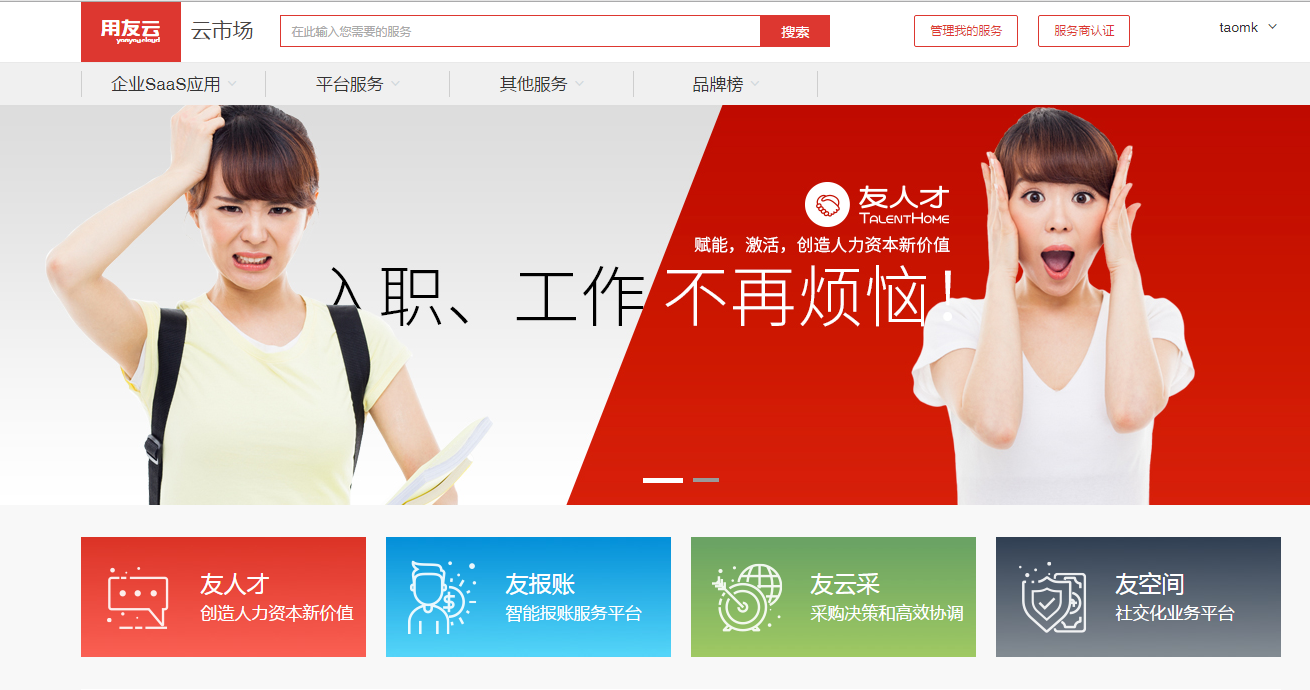 用友云
yonyou cloud
云市场
在此输入您需要的服务
搜索
管理我的服务
服务商认证
taomk
企业SaaS应用
平台服务
其他服务
品牌榜
友人才
TALENTHOME
赋能，激活，创造人力资本新价值
入职、工作不再烦恼！
友人才
创造人力资本新价值
友报账
智能报账服务平台
友云采
采购决策和高效协调
友空间
社交化业务平台